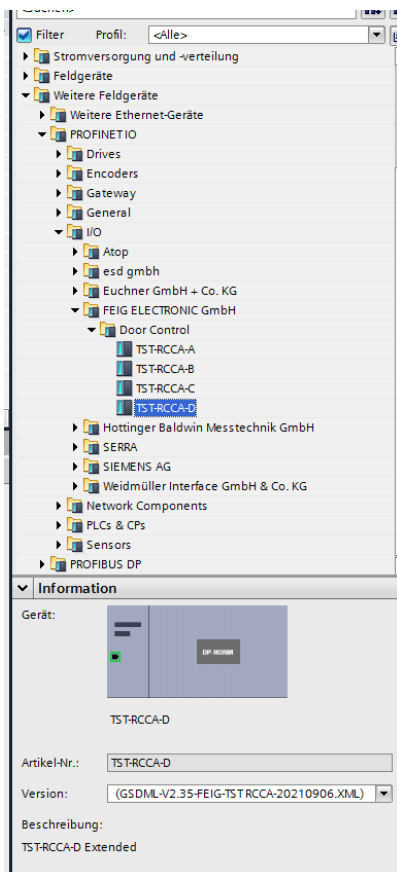 Filter Profil: <Alle>
Stromversorgung und -verteilung
Feldgeräte
Weitere Feldgeräte
Weitere Ethernet-Geräte
PROFINET IO
Drives
Encoders
Gateway
General
I/O
Atop
esd gmbh
Euchner GmbH + Co. KG
FEIG ELECTRONIC GmbH
Door Control
TST-RCCA-A
TST-RCCA-B
TST-RCCA-C
TST-RCCA-D
Hottinger Baldwin Messtechnik GmbH
SERRA
SIEMENS AG
Weidmüller Interface GmbH & Co. KG
Network Components
PLCs & CPs
Sensors
PROFIBUS DP
Information
Gerät:
DP-NORM
TST-RCCA-D
Artikel-Nr.: TST-RCCA-D
Version: (GSDML-V2.35-FEIG-TSTRCCA-20210906.XML)
Beschreibung:
TST-RCCA-D Extended